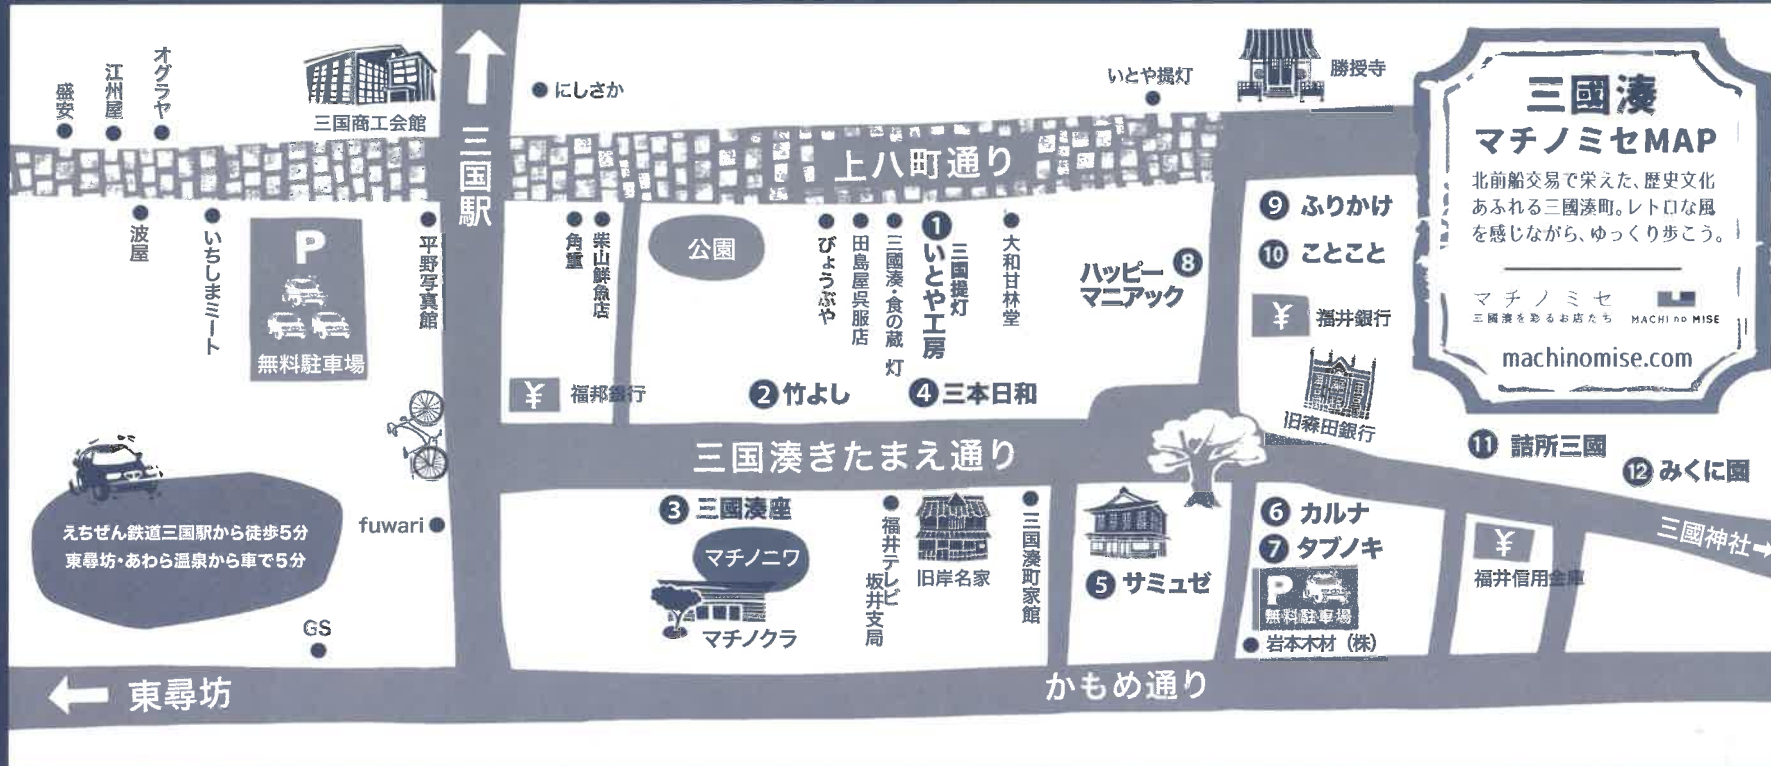 盛安
江州屋
オグラヤ
三国商工会館
三国駅
にしさか
いとや提灯
勝授寺
上八町通り
波屋
いちしまミート
P
無料駐車場
平野写真館
角重
柴山鮮魚店
公園
びょうぶや
田島屋呉服店
三國湊・食の蔵 灯
1 三国提灯
いとや工房
大和甘林堂
8 ハッピー
マニアック
9 ふりかけ
10 ことこと
¥ 福井銀行
旧森田銀行
¥ 福邦銀行
2 竹よし
4 三本日和
三国湊きたまえ通り
三國湊
マチノミセMAP
北前船交易で栄えた、歴史文化
あふれる三國湊町。レトロな風
を感じながら、ゆっくり歩こう。
マチノミセ
三國湊を彩るお店たち
MACHI no MISE
machinomise.com
11 詰所三國
12 みくに園
三國神社→
えちぜん鉄道三国駅から徒歩5分
東尋坊・あわら温泉から車で5分
fuwari
GS
3 三國湊座
マチノニワ
マチノクラ
福井テレビ
坂井支局
旧岸名家
三国湊町家館
5 サミュゼ
6 カルナ
7 タブノキ
P
無料駐車場
岩本木材(株)
¥
福井信用金庫
← 東尋坊
かもめ通り